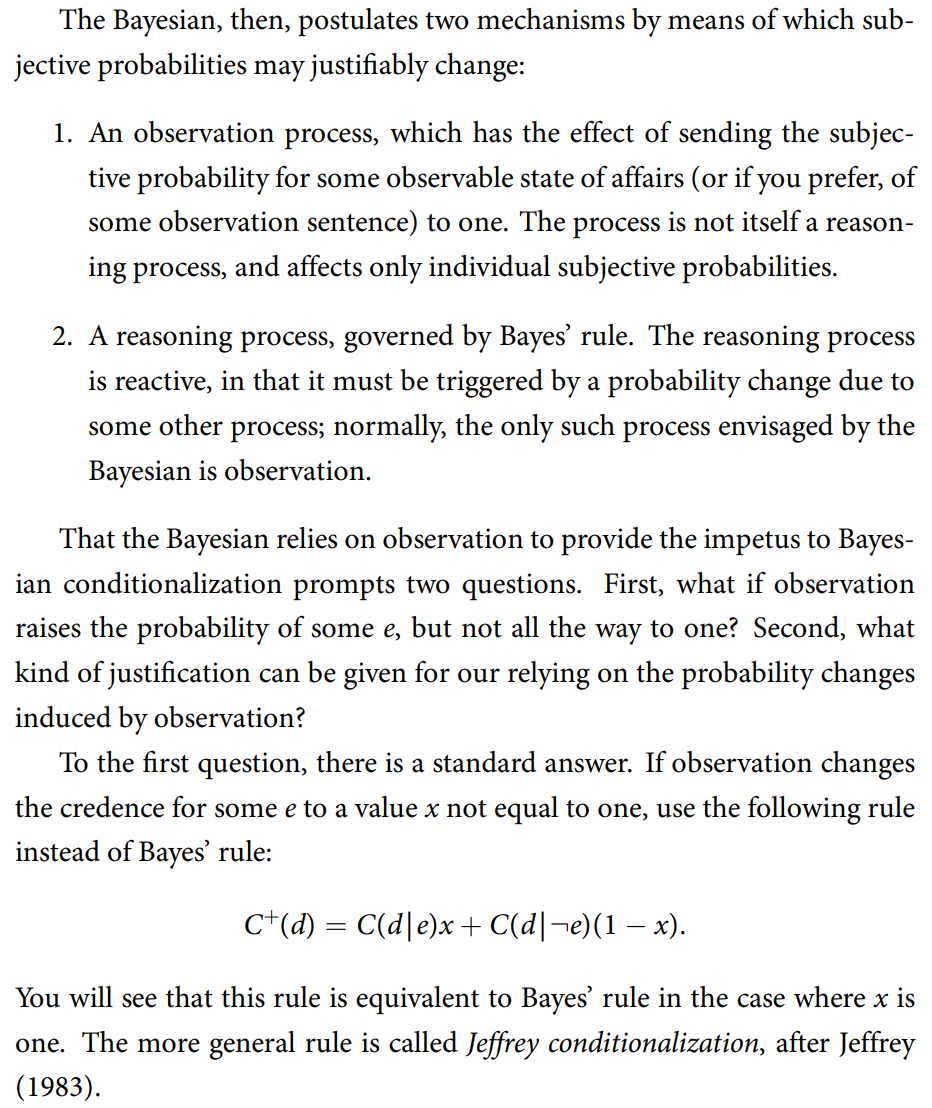 The Bayesian, then, postulates two mechanisms by means of which sub-
jective probabilities may justifiably change:
1. An observation process, which has the effect of sending the subjec-
tive probability for some observable state of affairs (or if you prefer, of
some observation sentence) to one. The process is not itself a reason-
ing process, and affects only individual subjective probabilities.
2. A reasoning process, governed by Bayes’ rule. The reasoning process
is reactive, in that it must be triggered by a probability change due to
some other process; normally, the only such process envisaged by the
Bayesian is observation.
That the Bayesian relies on observation to provide the impetus to Bayes-
ian conditionalization prompts two questions. First, what if observation
raises the probability of some e, but not all the way to one? Second, what
kind of justification can be given for our relying on the probability changes
induced by observation?
To the first question, there is a standard answer. If observation changes
the credence for some e to a value x not equal to one, use the following rule
instead of Bayes’ rule:
C⁺(d) = C(d|e)x + C(d|¬e)(1 − x).
You will see that this rule is equivalent to Bayes’ rule in the case where x is
one. The more general rule is called Jeffrey conditionalization, after Jeffrey
(1983).